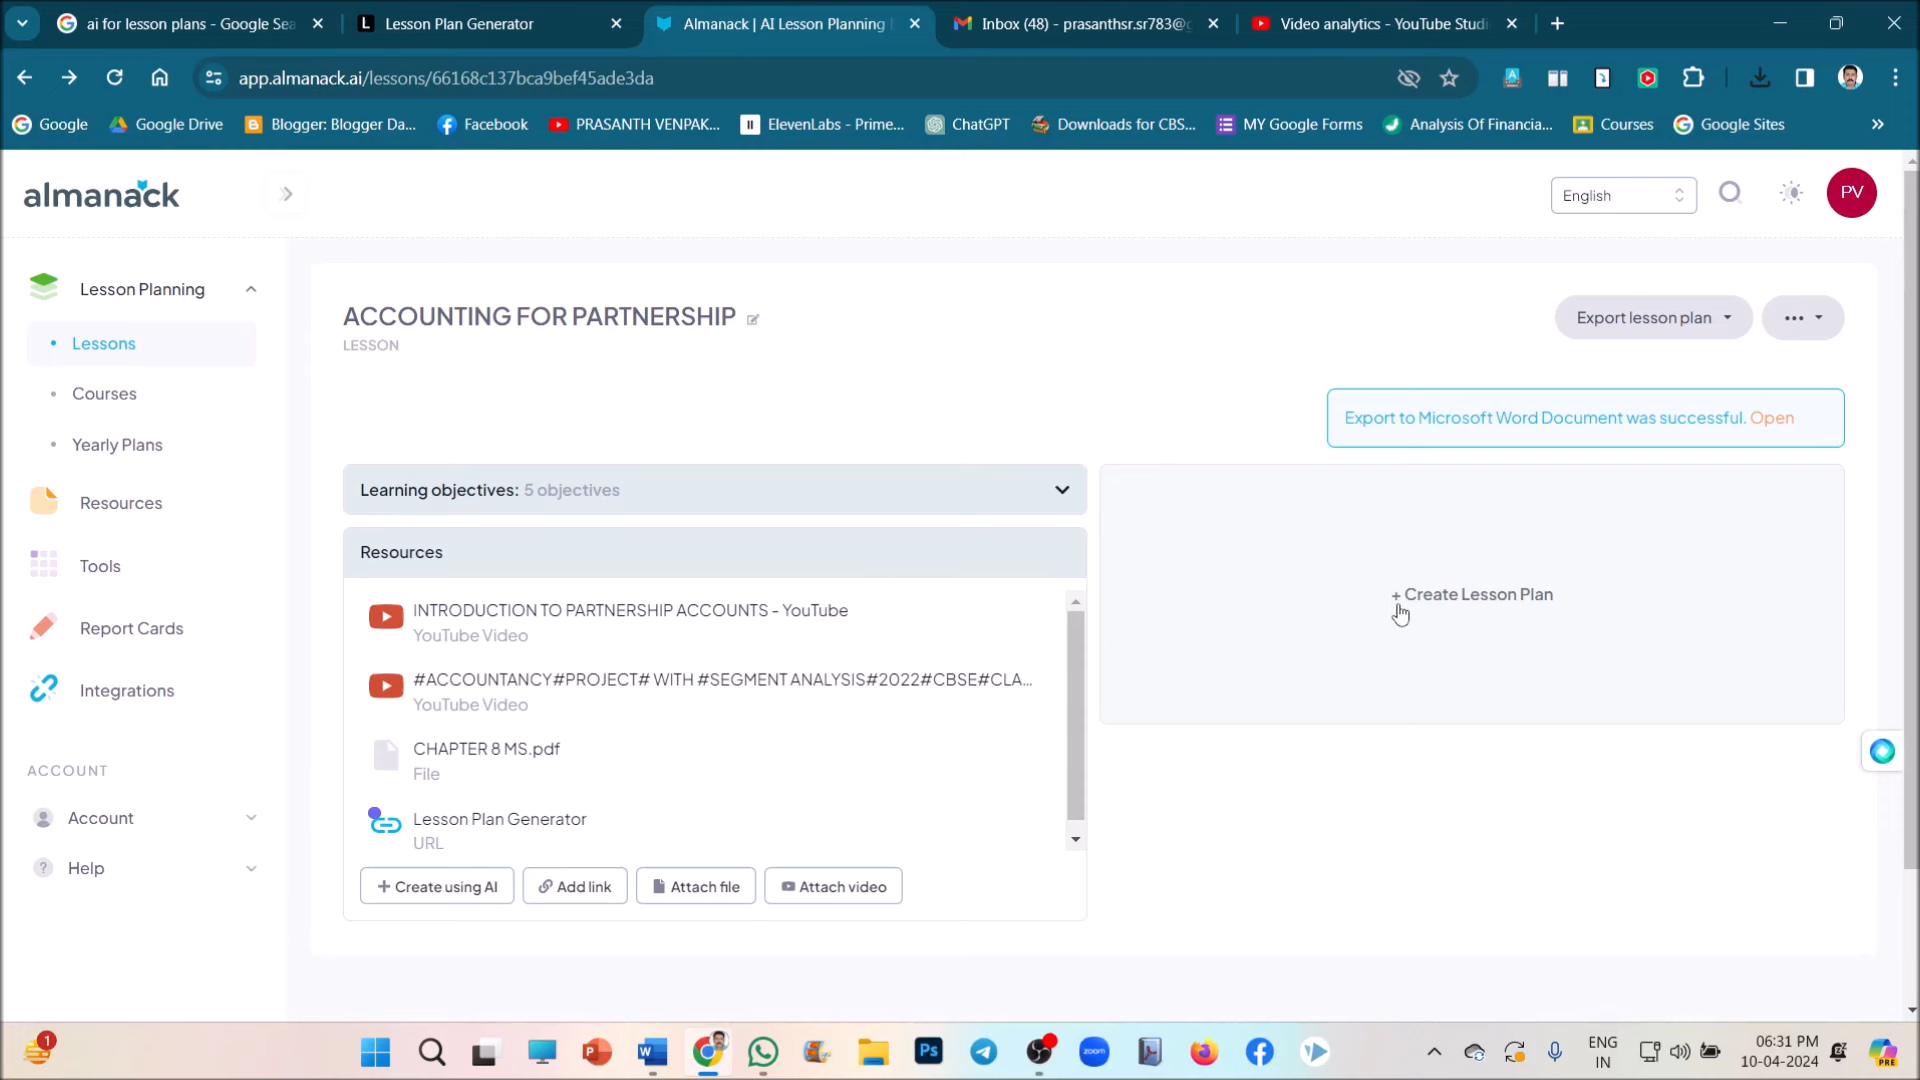 ai for lesson plans - Google Sea
Lesson Plan Generator
Almanack | AI Lesson Planning
Inbox (48) - prasanthsr.sr783@g
Video analytics - YouTube Studi
app.almanack.ai/lessons/66168c137bca9bef45ade3da
Google
Google Drive
Blogger: Blogger Da...
Facebook
PRASANTH VENPAK...
ElevenLabs - Prime...
ChatGPT
Downloads for CBS...
MY Google Forms
Analysis Of Financia...
Courses
Google Sites
almanack
English
PV
Lesson Planning
Lessons
Courses
Yearly Plans
Resources
Tools
Report Cards
Integrations
ACCOUNT
Account
Help
ACCOUNTING FOR PARTNERSHIP
LESSON
Export lesson plan
Export to Microsoft Word Document was successful. Open
Learning objectives: 5 objectives
Resources
INTRODUCTION TO PARTNERSHIP ACCOUNTS - YouTube
YouTube Video
#ACCOUNTANCY#PROJECT# WITH #SEGMENT ANALYSIS#2022#CBSE#CLA...
YouTube Video
CHAPTER 8 MS.pdf
File
Lesson Plan Generator
URL
+ Create using AI
Add link
Attach file
Attach video
+ Create Lesson Plan
1
Ps
zoom
ENG
IN
06:31 PM
10-04-2024
PRE